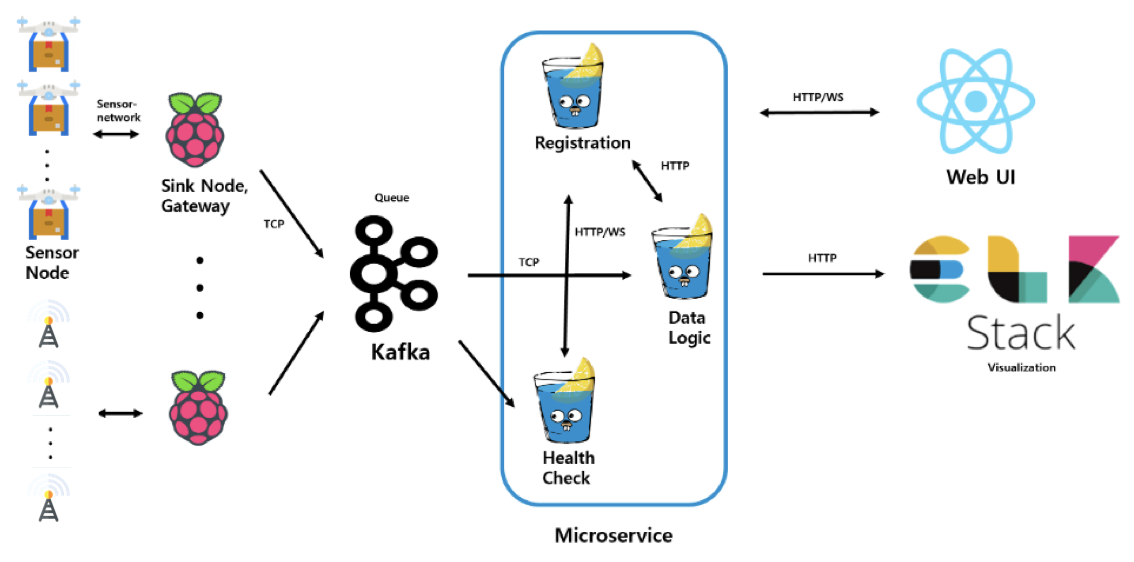 Sensor-
network
Sink Node,
Gateway
Sensor
Node
TCP
Queue
Kafka
TCP
Registration
HTTP
HTTP/WS
Data
Logic
Health
Check
Microservice
HTTP/WS
Web UI
HTTP
ELK
Stack
Visualization